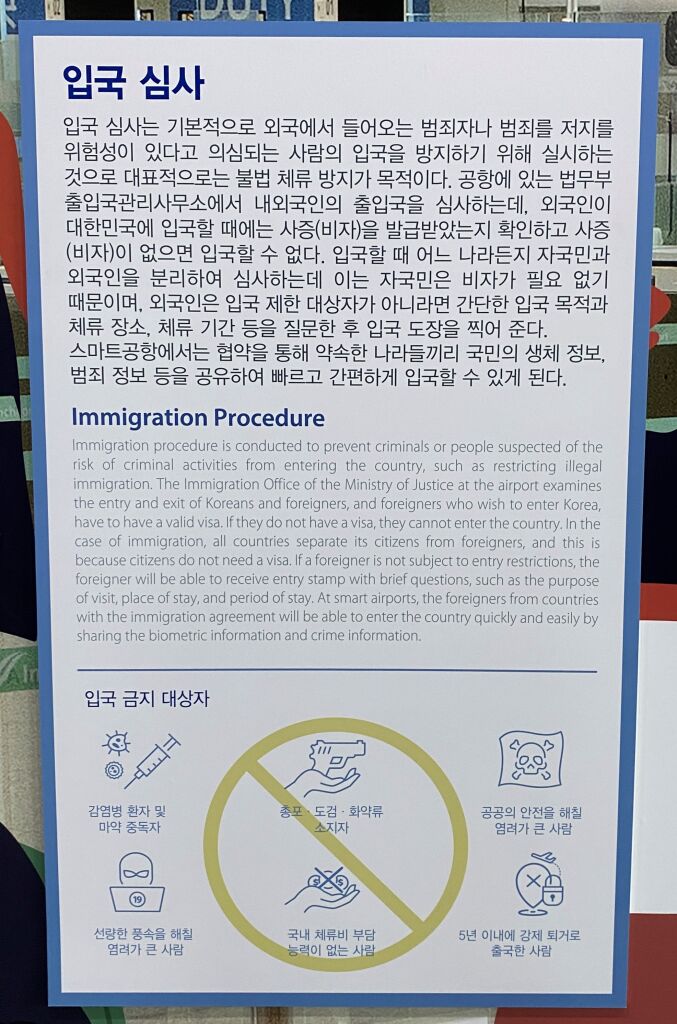 DUTY
입국 심사
입국 심사는 기본적으로 외국에서 들어오는 범죄자나 범죄를 저지를
위험성이 있다고 의심되는 사람의 입국을 방지하기 위해 실시하는
것으로 대표적으로는 불법 체류 방지가 목적이다. 공항에 있는 법무부
출입국관리사무소에서 내외국인의 출입국을 심사하는데, 외국인이
대한민국에 입국할 때에는 사증(비자)을 발급받았는지 확인하고 사증
(비자)이 없으면 입국할 수 없다. 입국할 때 어느 나라든지 자국민과
외국인을 분리하여 심사하는데 이는 자국민은 비자가 필요 없기
때문이며, 외국인은 입국 제한 대상자가 아니라면 간단한 입국 목적과
체류 장소, 체류 기간 등을 질문한 후 입국 도장을 찍어 준다.
스마트공항에서는 협약을 통해 약속한 나라들끼리 국민의 생체 정보,
범죄 정보 등을 공유하여 빠르고 간편하게 입국할 수 있게 된다.
Immigration Procedure
Immigration procedure is conducted to prevent criminals or people suspected of the
risk of criminal activities from entering the country, such as restricting illegal
immigration. The Immigration Office of the Ministry of Justice at the airport examines
the entry and exit of Koreans and foreigners, and foreigners who wish to enter Korea,
have to have a valid visa. If they do not have a visa, they cannot enter the country. In the
case of immigration, all countries separate its citizens from foreigners, and this is
because citizens do not need a visa. If a foreigner is not subject to entry restrictions, the
foreigner will be able to receive entry stamp with brief questions, such as the purpose
of visit, place of stay, and period of stay. At smart airports, the foreigners from countries
with the immigration agreement will be able to enter the country quickly and easily by
sharing the biometric information and crime information.
입국 금지 대상자
감염병 환자 및
마약 중독자
총포 · 도검 · 화약류
소지자
공공의 안전을 해칠
염려가 큰 사람
19
선량한 풍속을 해칠
염려가 큰 사람
국내 체류비 부담
능력이 없는 사람
5년 이내에 강제 퇴거로
출국한 사람